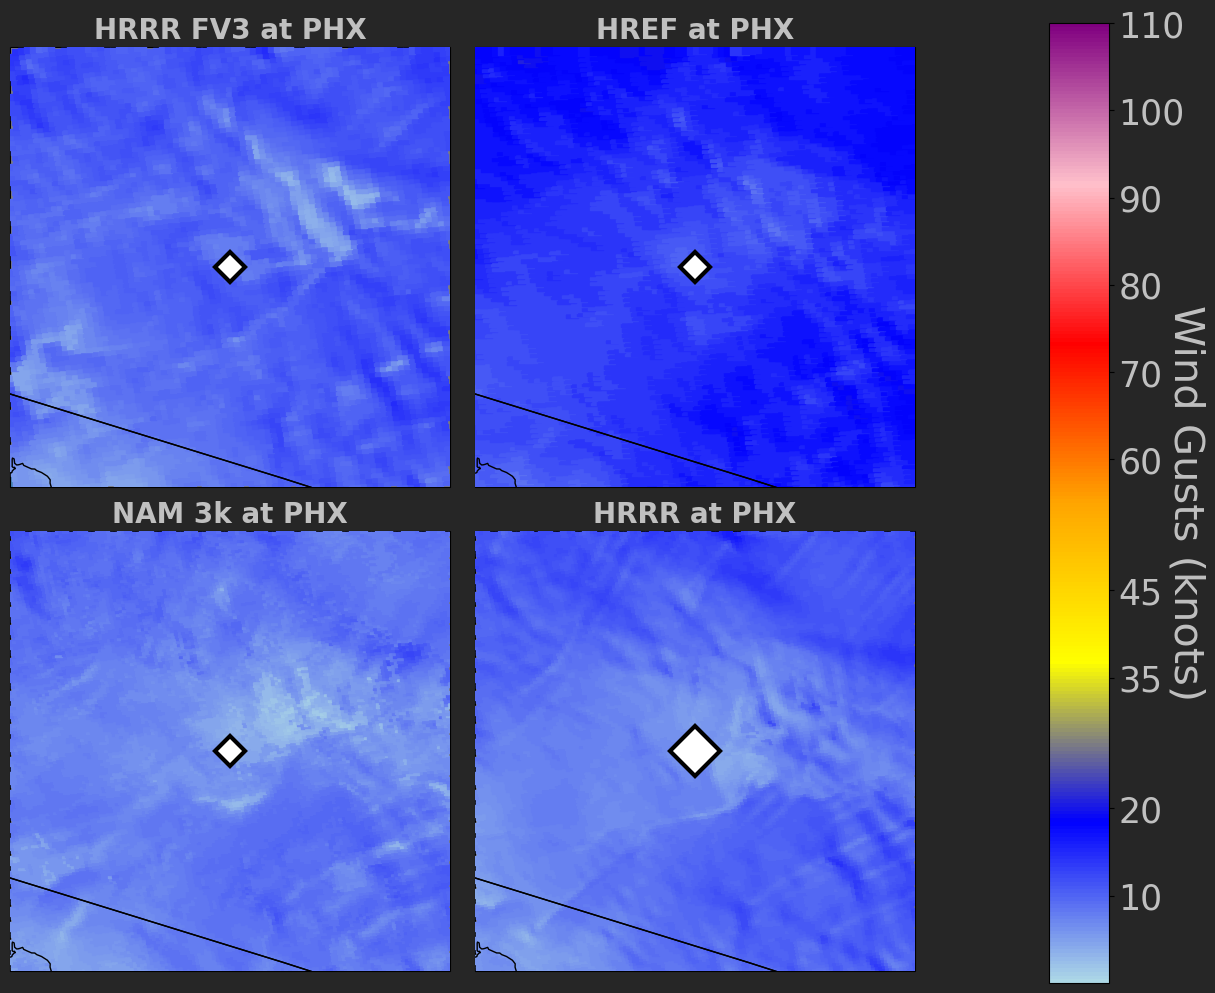 HRRR FV3 at PHX
HREF at PHX
NAM 3k at PHX
HRRR at PHX
110
100
90
80
70
60
45
35
20
10
Wind Gusts (knots)